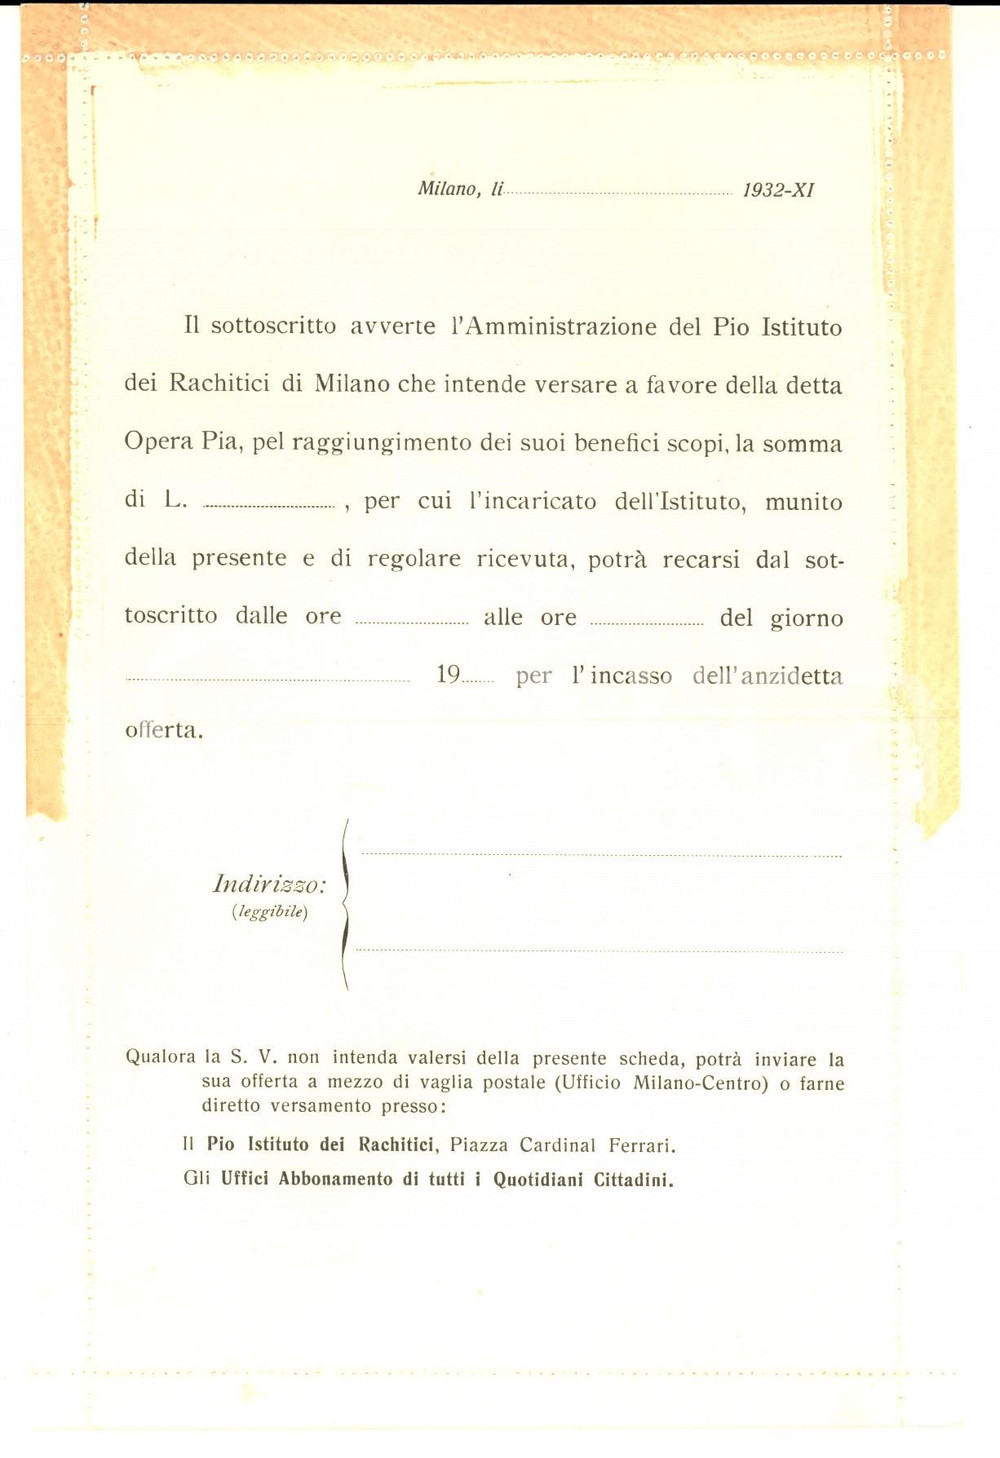 Milano, li........................ 1932-XI
Il sottoscritto avverte l'Amministrazione del Pio Istituto
dei Rachitici di Milano che intende versare a favore della detta
Opera Pia, pel raggiungimento dei suoi benefici scopi, la somma
di L. ............... , per cui l'incaricato dell'Istituto, munito
della presente e di regolare ricevuta, potrà recarsi dal sot-
toscritto dalle ore ............... alle ore ............... del giorno
........................ 19...... per l'incasso dell'anzidetta
offerta.
Indirizzo:
(leggibile)
Qualora la S. V. non intenda valersi della presente scheda, potrà inviare la
sua offerta a mezzo di vaglia postale (Ufficio Milano-Centro) o farne
diretto versamento presso:
Il Pio Istituto dei Rachitici, Piazza Cardinal Ferrari.
Gli Uffici Abbonamento di tutti i Quotidiani Cittadini.